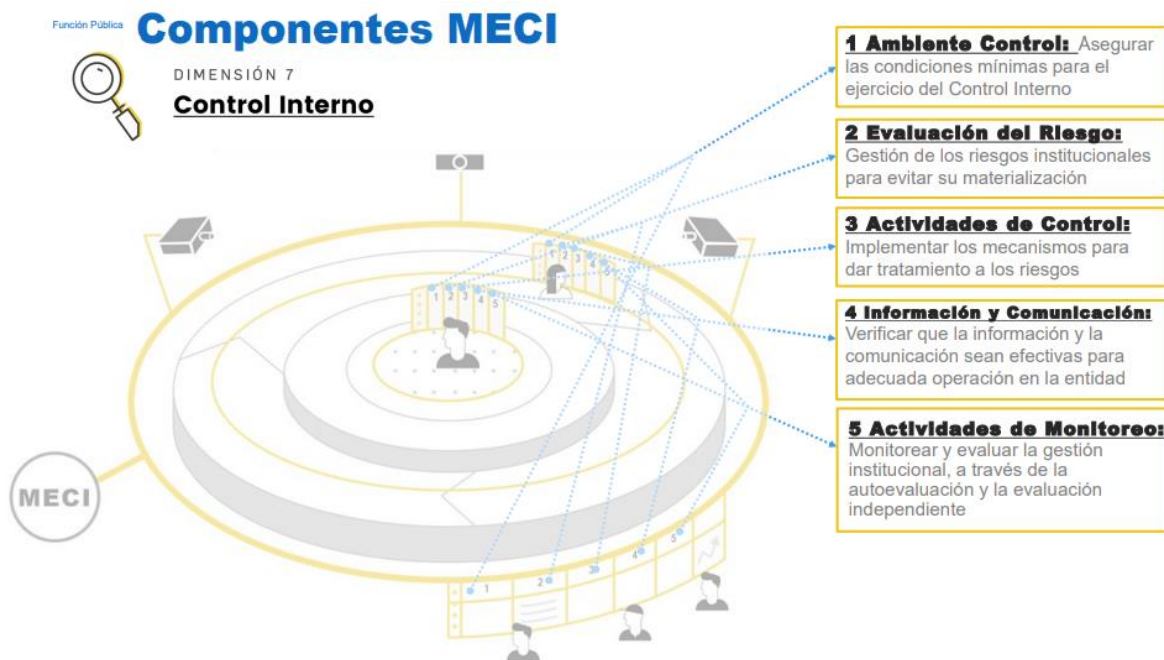 Función Pública
Componentes MECI
DIMENSIÓN 7
Control Interno
1 Ambiente Control: Asegurar
las condiciones mínimas para el
ejercicio del Control Interno
2 Evaluación del Riesgo:
Gestión de los riesgos institucionales
para evitar su materialización
3 Actividades de Control:
Implementar los mecanismos para
dar tratamiento a los riesgos
4 Información y Comunicación:
Verificar que la información y la
comunicación sean efectivas para
adecuada operación en la entidad
5 Actividades de Monitoreo:
Monitorear y evaluar la gestión
institucional, a través de la
autoevaluación y la evaluación
independiente
1 2 3 4 5
1 2 3 4 5
MECI
1 2 3 4 5